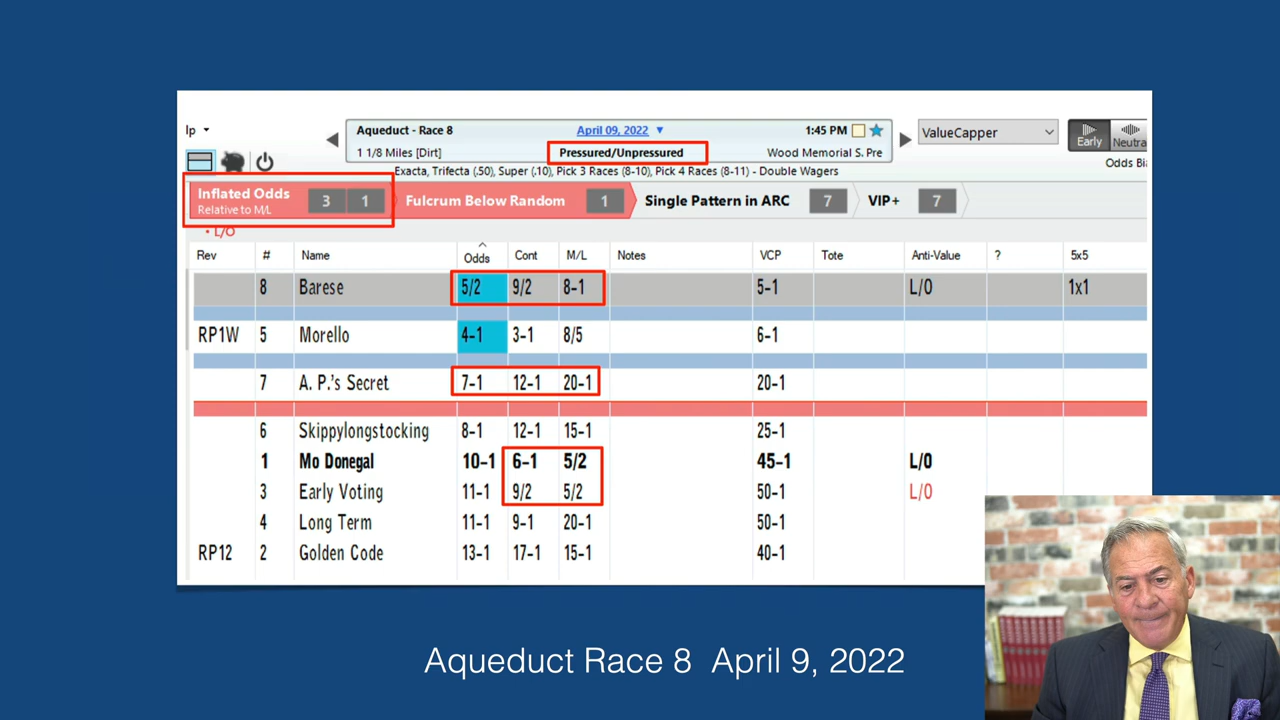 lp
Aqueduct - Race 8 April 09, 2022 1:45 PM
1 1/8 Miles [Dirt] Pressured/Unpressured Wood Memorial S. Pre
Exacta, Trifecta (.50), Super (.10), Pick 3 Races (8-10), Pick 4 Races (8-11) - Double Wagers
ValueCapper
Early Neutra
Odds Bi
Inflated Odds 3 1 Fulcrum Below Random 1 Single Pattern in ARC 7 VIP+ 7
Relative to M/L
• L/O
Rev # Name Odds Cont M/L Notes VCP Tote Anti-Value ? 5x5
8 Barese 5/2 9/2 8-1 5-1 L/O 1x1
RP1W 5 Morello 4-1 3-1 8/5 6-1
7 A. P.'s Secret 7-1 12-1 20-1 20-1
6 Skippylongstocking 8-1 12-1 15-1 25-1
1 Mo Donegal 10-1 6-1 5/2 45-1 L/O
3 Early Voting 11-1 9/2 5/2 50-1 L/O
4 Long Term 11-1 9-1 20-1 50-1
RP12 2 Golden Code 13-1 17-1 15-1 40-1
Aqueduct Race 8 April 9, 2022